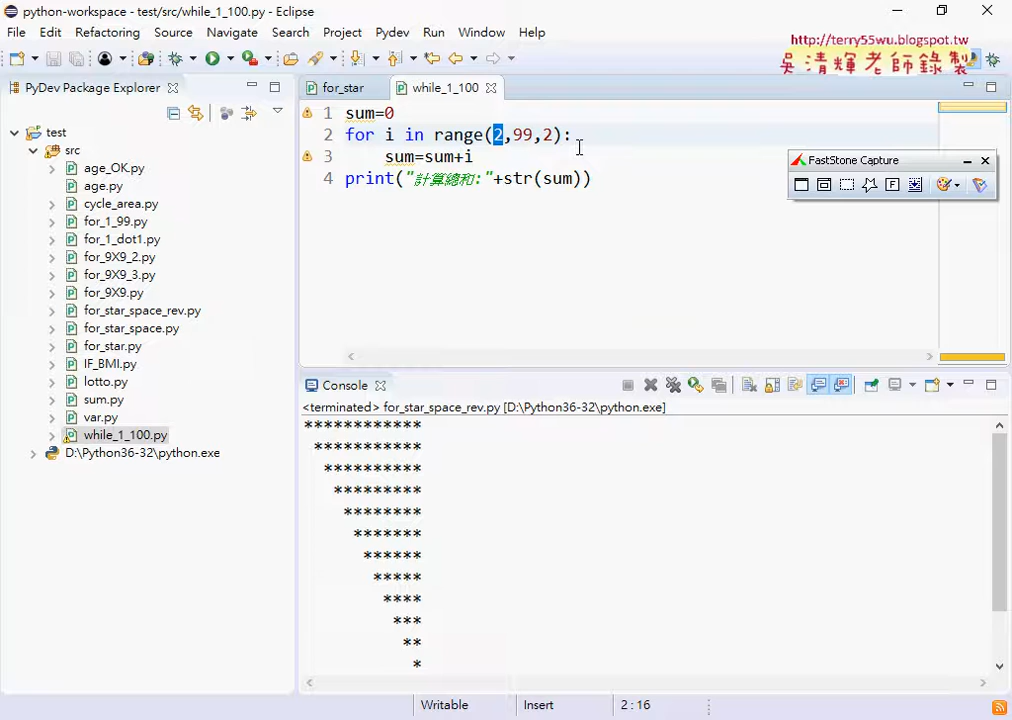 python-workspace - test/src/while_1_100.py - Eclipse
File Edit Refactoring Source Navigate Search Project Pydev Run Window Help
http://terry55wu.blogspot.tw
吳清輝老師錄製
PyDev Package Explorer
for_star
while_1_100
test
src
age_OK.py
age.py
cycle_area.py
for_1_99.py
for_1_dot1.py
for_9X9_2.py
for_9X9_3.py
for_9X9.py
for_star_space_rev.py
for_star_space.py
for_star.py
IF_BMI.py
lotto.py
sum.py
var.py
while_1_100.py
D:\Python36-32\python.exe
1 sum=0
2 for i in range(2,99,2):
3 sum=sum+i
4 print("計算總和:"+str(sum))
FastStone Capture
Console
<terminated> for_star_space_rev.py [D:\Python36-32\python.exe]
************
***********
**********
*********
********
*******
******
*****
****
***
**
*
Writable
Insert
2 : 16